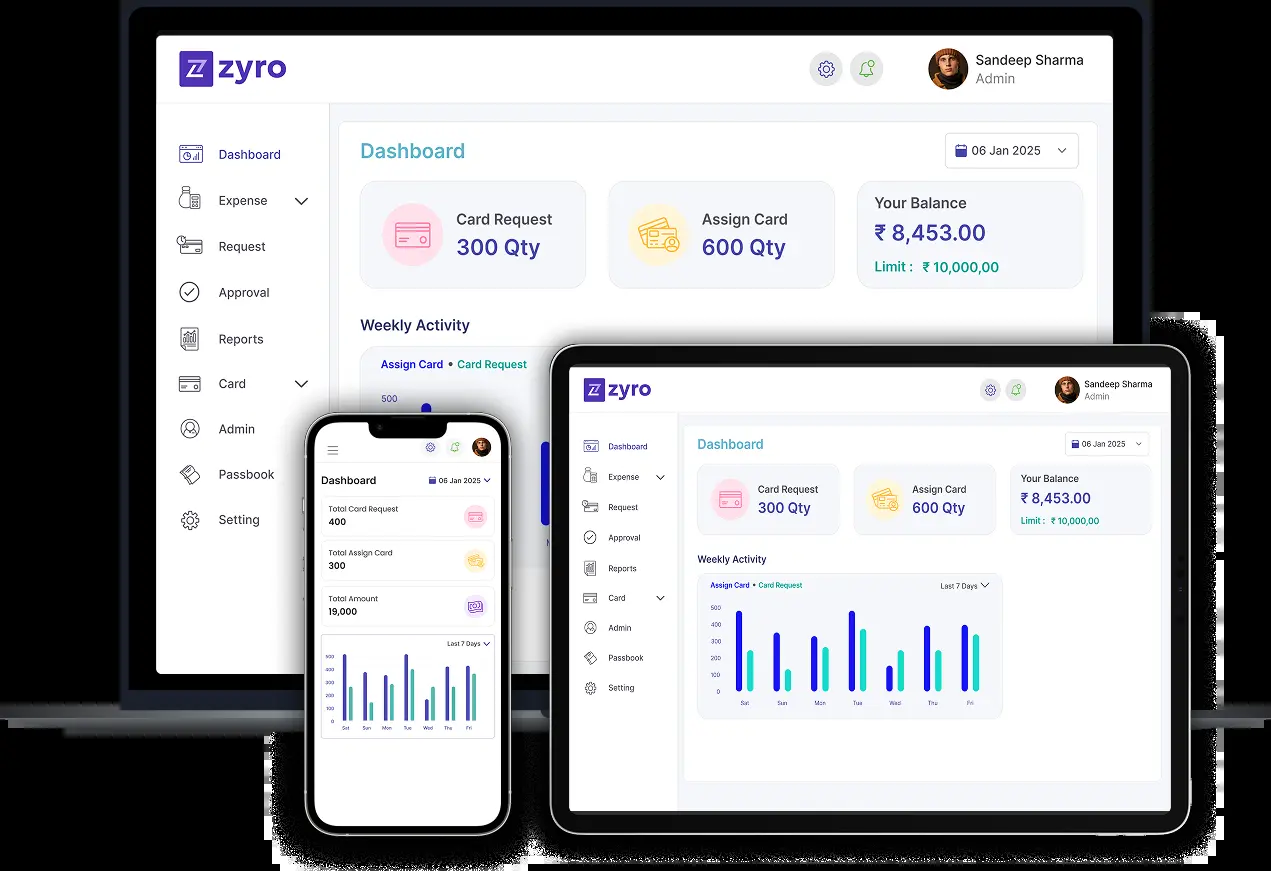 zyro
Sandeep Sharma
Admin
Dashboard
Expense
Request
Approval
Reports
Card
Admin
Passbook
Setting
Dashboard
06 Jan 2025
Card Request
300 Qty
Assign Card
600 Qty
Your Balance
₹ 8,453.00
Limit : ₹ 10,000,00
Weekly Activity
Assign Card • Card Request
500
Dashboard
06 Jan 2025
Total Card Request
400
Total Assign Card
300
Total Amount
19,000
Last 7 Days
500
400
300
200
100
0
Sat Sun Mon Tue Wed Thu Fri
zyro
Sandeep Sharma
Admin
Dashboard
Expense
Request
Approval
Reports
Card
Admin
Passbook
Setting
Dashboard
06 Jan 2025
Card Request
300 Qty
Assign Card
600 Qty
Your Balance
₹ 8,453.00
Limit : ₹ 10,000,00
Weekly Activity
Assign Card • Card Request
Last 7 Days
500
400
300
200
100
0
Sat Sun Mon Tue Wed Thu Fri